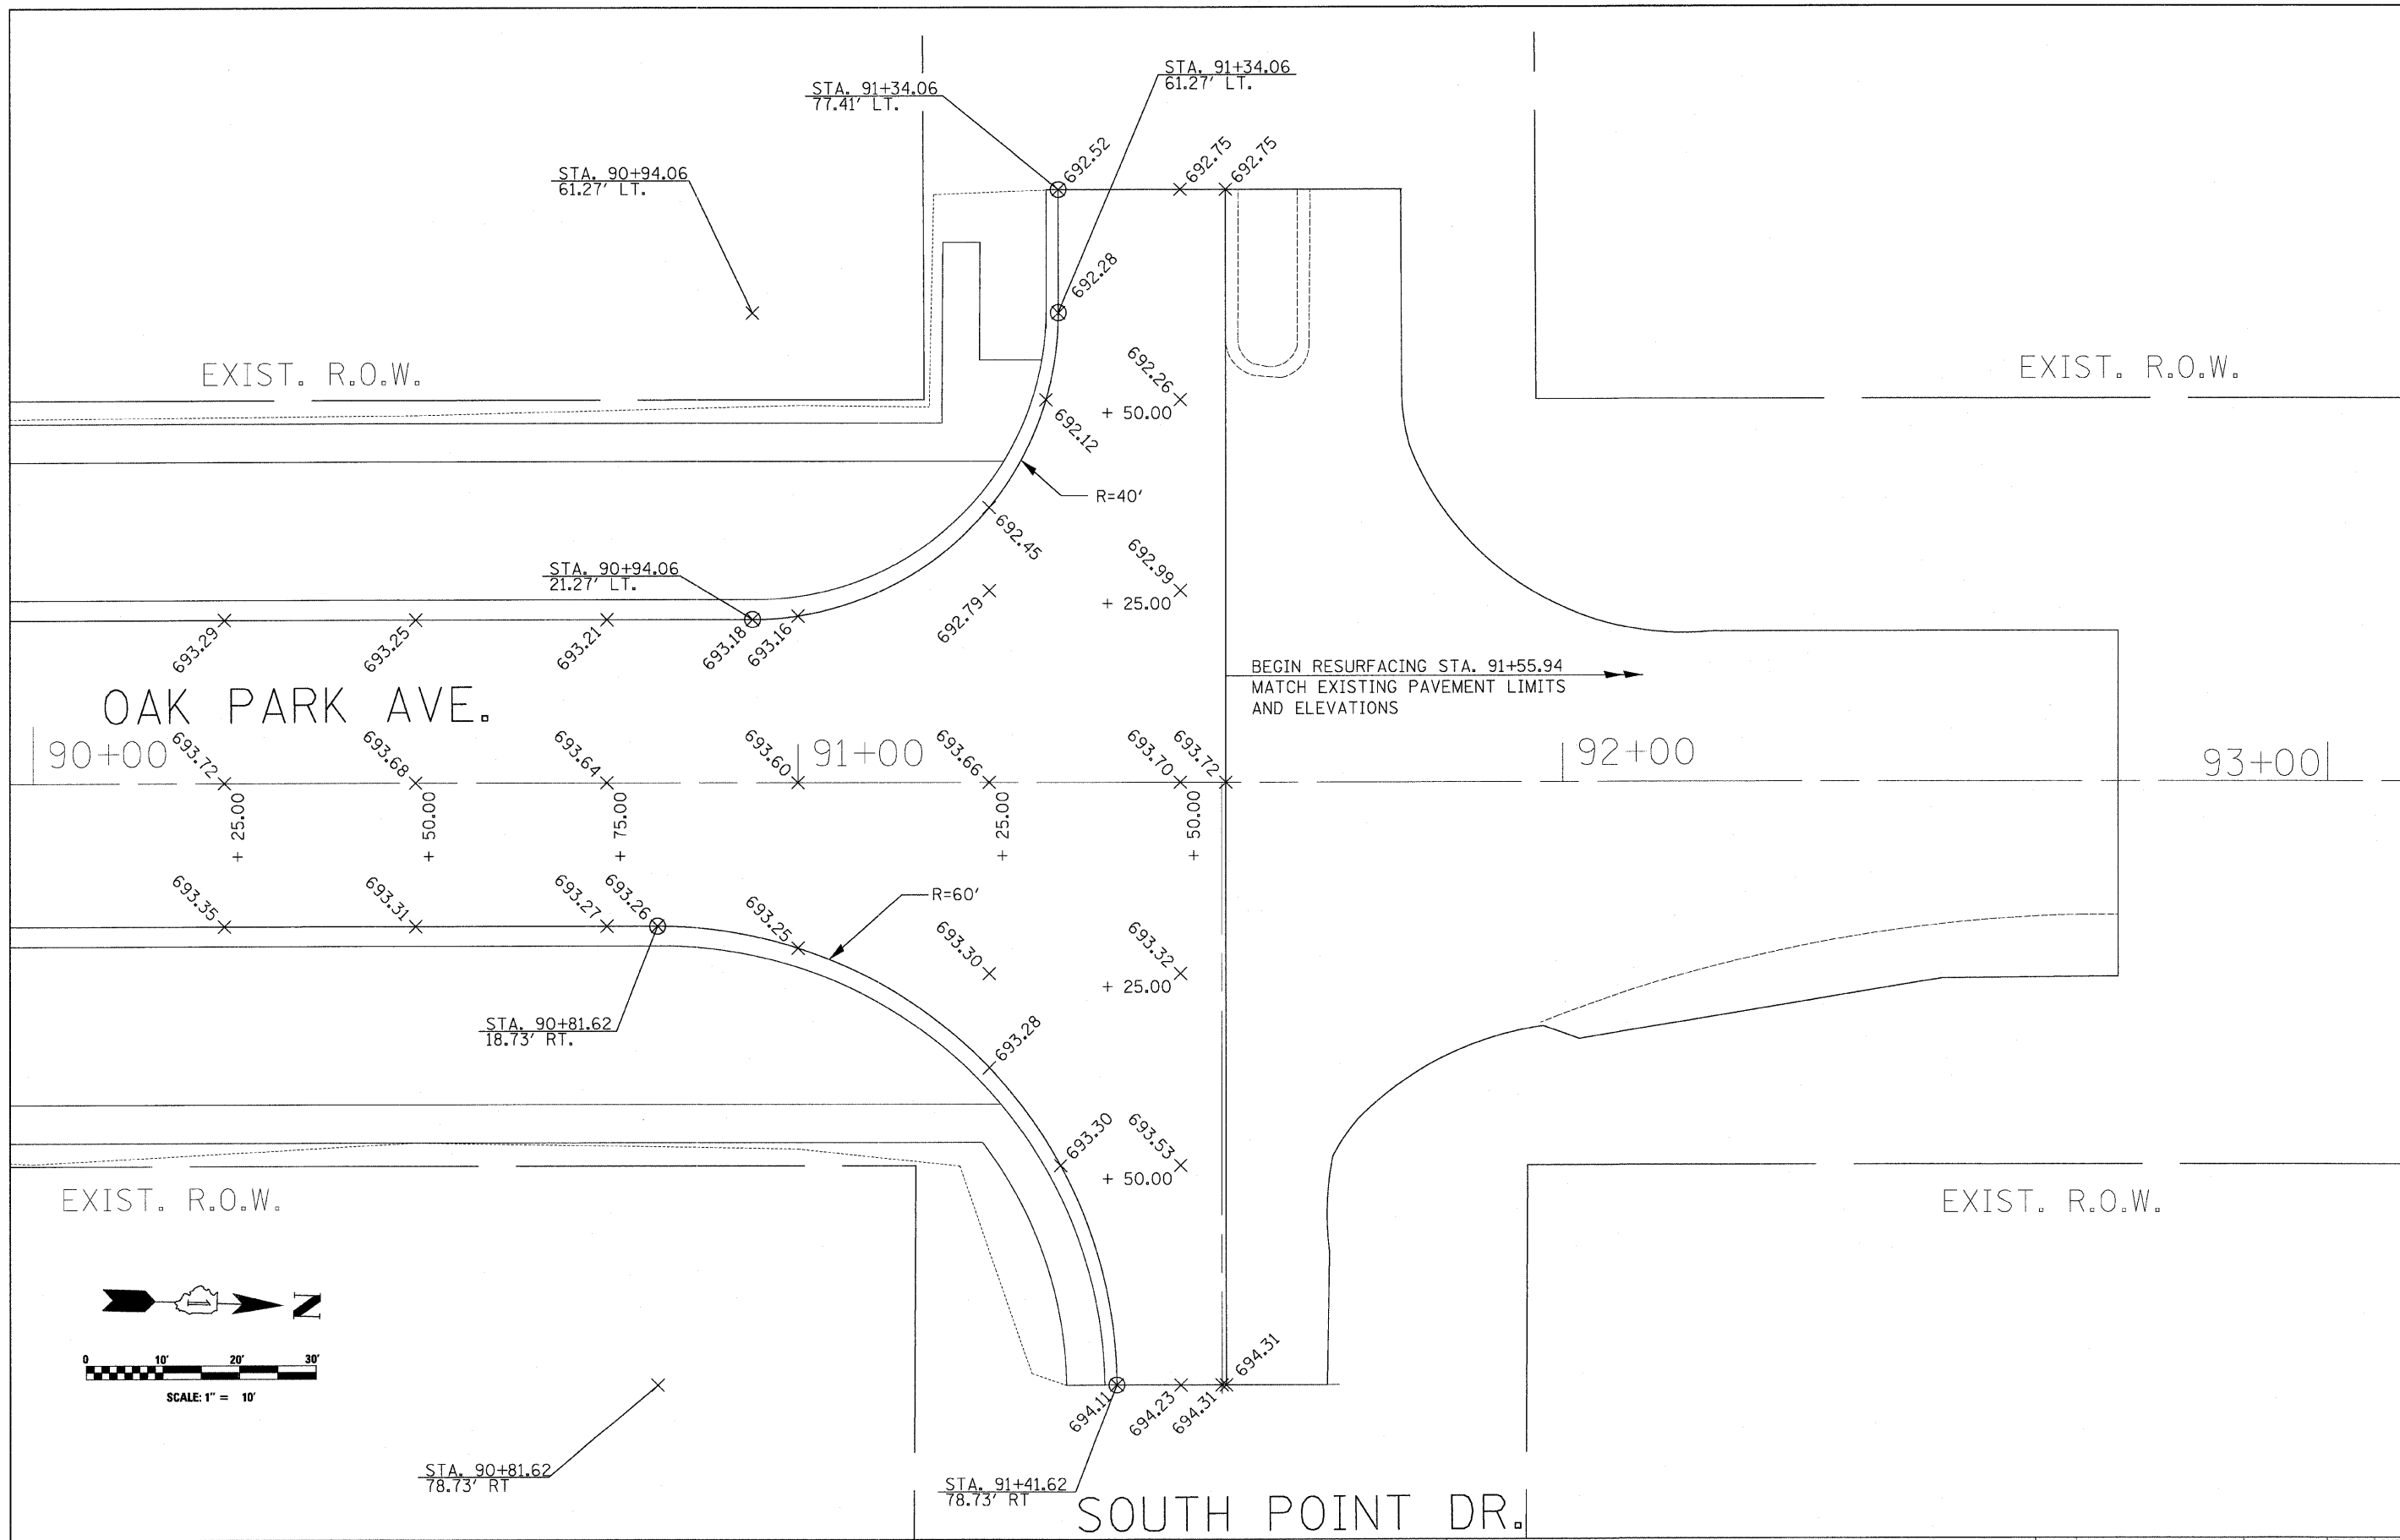 STA. 91+34.06
61.27' LT.
STA. 91+34.06
77.41' LT.
STA. 90+94.06
61.27' LT.
692.52
692.75
692.75
692.28
EXIST. R.O.W.
EXIST. R.O.W.
692.26
+ 50.00
692.12
R=40'
692.45
692.99
+ 25.00
692.79
STA. 90+94.06
21.27' LT.
693.29
693.25
693.21
693.18
693.16
BEGIN RESURFACING STA. 91+55.94
MATCH EXISTING PAVEMENT LIMITS
AND ELEVATIONS
OAK PARK AVE.
90+00
693.72
693.68
693.64
693.60
91+00
693.66
693.70
693.72
92+00
93+00
+ 25.00
+ 50.00
+ 75.00
+ 25.00
+ 50.00
693.35
693.31
693.27
693.26
693.25
R=60'
693.30
693.32
+ 25.00
STA. 90+81.62
18.73' RT.
693.28
693.30
693.53
+ 50.00
EXIST. R.O.W.
EXIST. R.O.W.
N
0 10' 20' 30'
SCALE: 1" = 10'
694.11
694.23
694.31
694.31
STA. 90+81.62
78.73' RT
STA. 91+41.62
78.73' RT
SOUTH POINT DR.